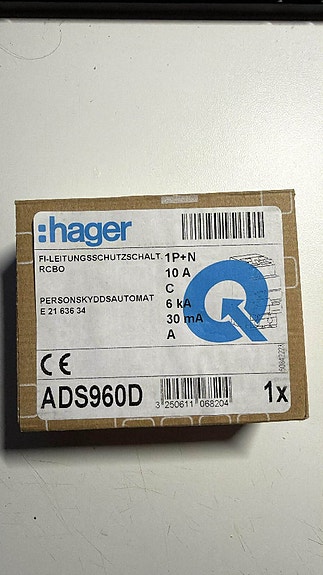 :hager
FI-LEITUNGSSCHUTZSCHALT. 1P+N
RCBO 10 A
C
PERSONSKYDDSAUTOMAT 6 kA
E 21 636 34 30 mA
A
CE
ADS960D
3 250611 068204
1x